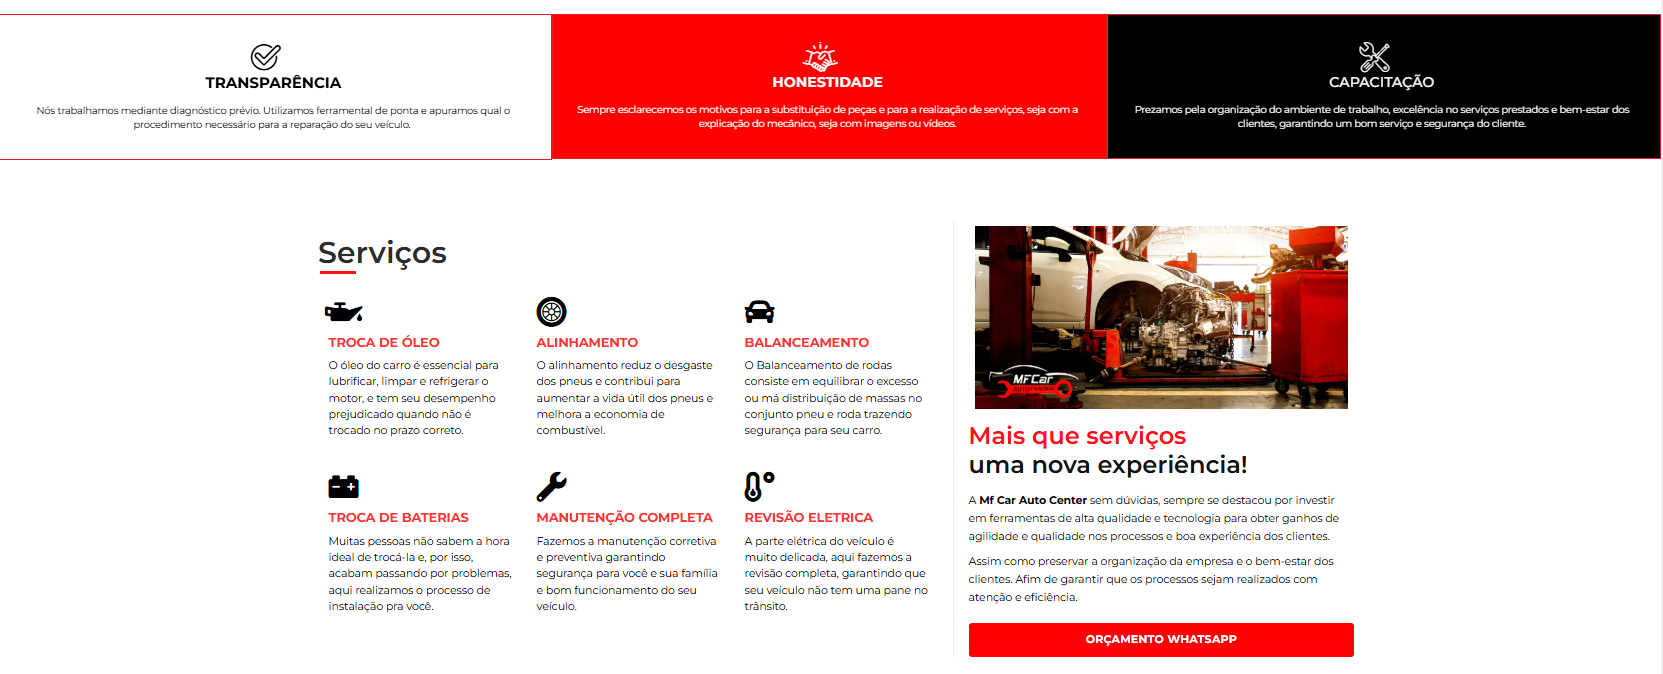 TRANSPARÊNCIA
Nós trabalhamos mediante diagnóstico prévio. Utilizamos ferramental de ponta e apuramos qual o
procedimento necessário para a reparação do seu veículo.
HONESTIDADE
Sempre esclarecemos os motivos para a substituição de peças e para a realização de serviços, seja com a
explicação do mecânico, seja com imagens ou vídeos.
CAPACITAÇÃO
Prezamos pela organização do ambiente de trabalho, excelência no serviços prestados e bem-estar dos
clientes, garantindo um bom serviço e segurança do cliente.
Serviços
TROCA DE ÓLEO
O óleo do carro é essencial para
lubrificar, limpar e refrigerar o
motor, e tem seu desempenho
prejudicado quando não é
trocado no prazo correto.
ALINHAMENTO
O alinhamento reduz o desgaste
dos pneus e contribui para
aumentar a vida útil dos pneus e
melhora a economia de
combustível.
BALANCEAMENTO
O Balanceamento de rodas
consiste em equilibrar o excesso
ou má distribuição de massas no
conjunto pneu e roda trazendo
segurança para seu carro.
TROCA DE BATERIAS
Muitas pessoas não sabem a hora
ideal de trocá-la e, por isso,
acabam passando por problemas,
aqui realizamos o processo de
instalação pra você.
MANUTENÇÃO COMPLETA
Fazemos a manutenção corretiva
e preventiva garantindo
segurança para você e sua família
e bom funcionamento do seu
veículo.
REVISÃO ELETRICA
A parte elétrica do veículo é
muito delicada, aqui fazemos a
revisão completa, garantindo que
seu veículo não tem uma pane no
trânsito.
MFCar
AUTO CENTER
Mais que serviços
uma nova experiência!
A Mf Car Auto Center sem dúvidas, sempre se destacou por investir
em ferramentas de alta qualidade e tecnologia para obter ganhos de
agilidade e qualidade nos processos e boa experiência dos clientes.
Assim como preservar a organização da empresa e o bem-estar dos
clientes. Afim de garantir que os processos sejam realizados com
atenção e eficiência.
ORÇAMENTO WHATSAPP